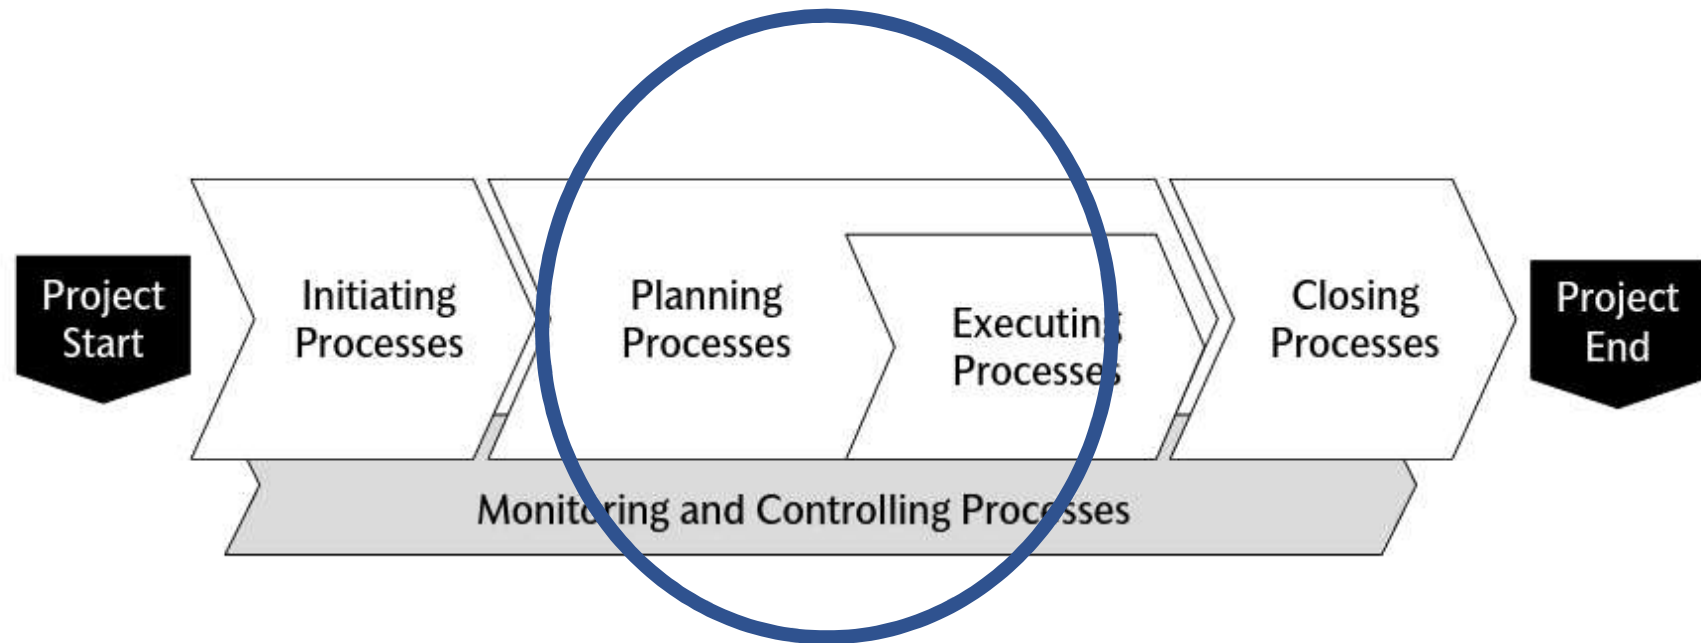 Project
Start
Initiating
Processes
Planning
Processes
Executing
Processes
Closing
Processes
Project
End
Monitoring and Controlling Processes